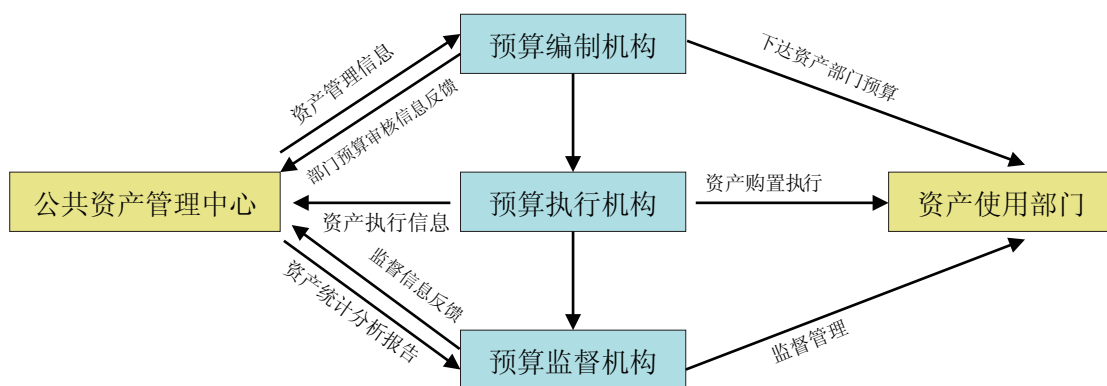 预算编制机构
资产管理信息
部门预算审核信息反馈
下达资产部门预算
公共资产管理中心
资产执行信息
预算执行机构
资产购置执行
资产使用部门
监督信息反馈
资产统计分析报告
预算监督机构
监督管理